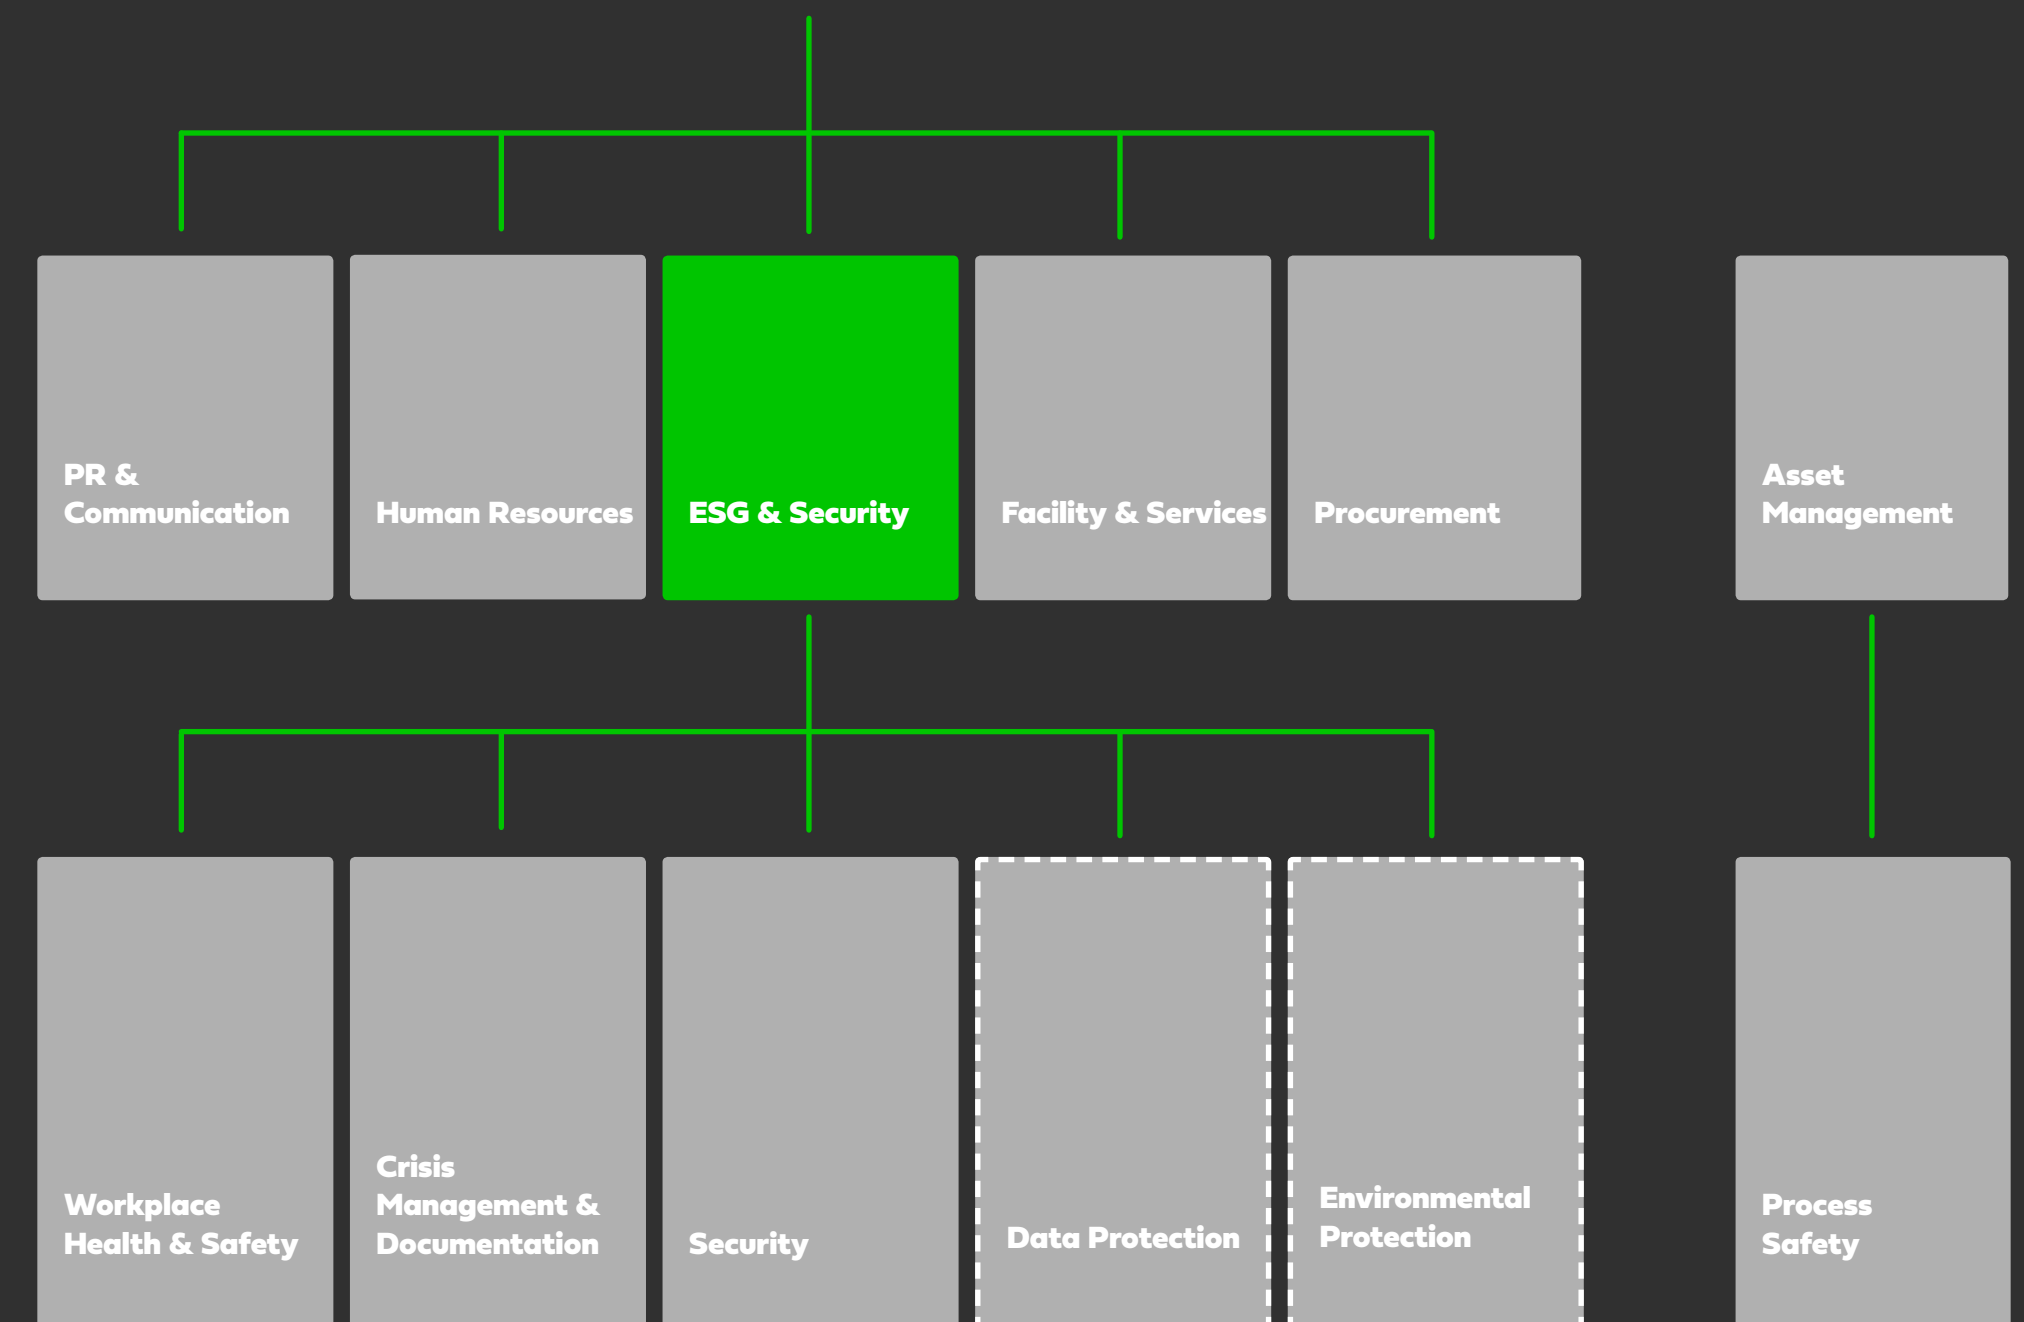 PR &
Communication
Human Resources
ESG & Security
Facility & Services
Procurement
Asset
Management
Workplace
Health & Safety
Crisis
Management &
Documentation
Security
Data Protection
Environmental
Protection
Process
Safety